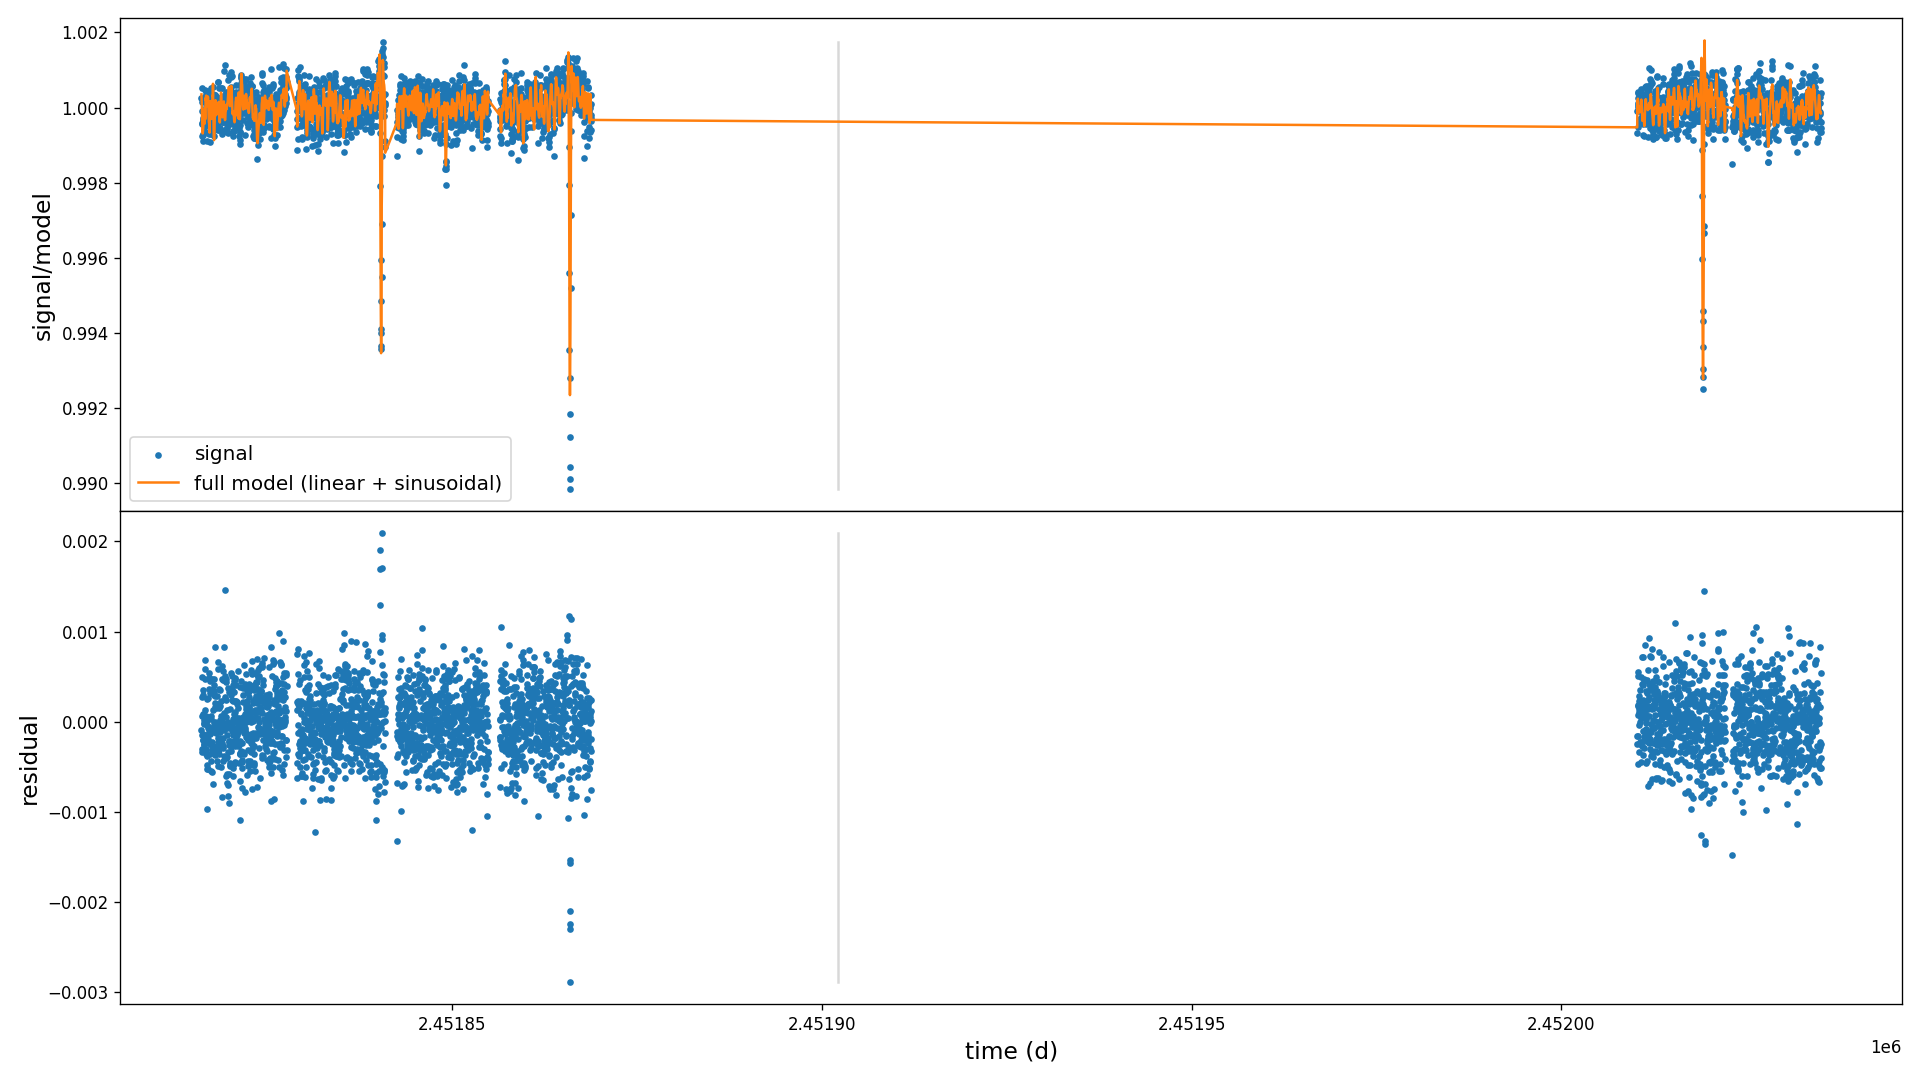 1.002
1.000
0.998
0.996
0.994
0.992
0.990
signal/model
signal
full model (linear + sinusoidal)
0.002
0.001
0.000
−0.001
−0.002
−0.003
residual
2.45185
2.45190
2.45195
2.45200
1e6
time (d)